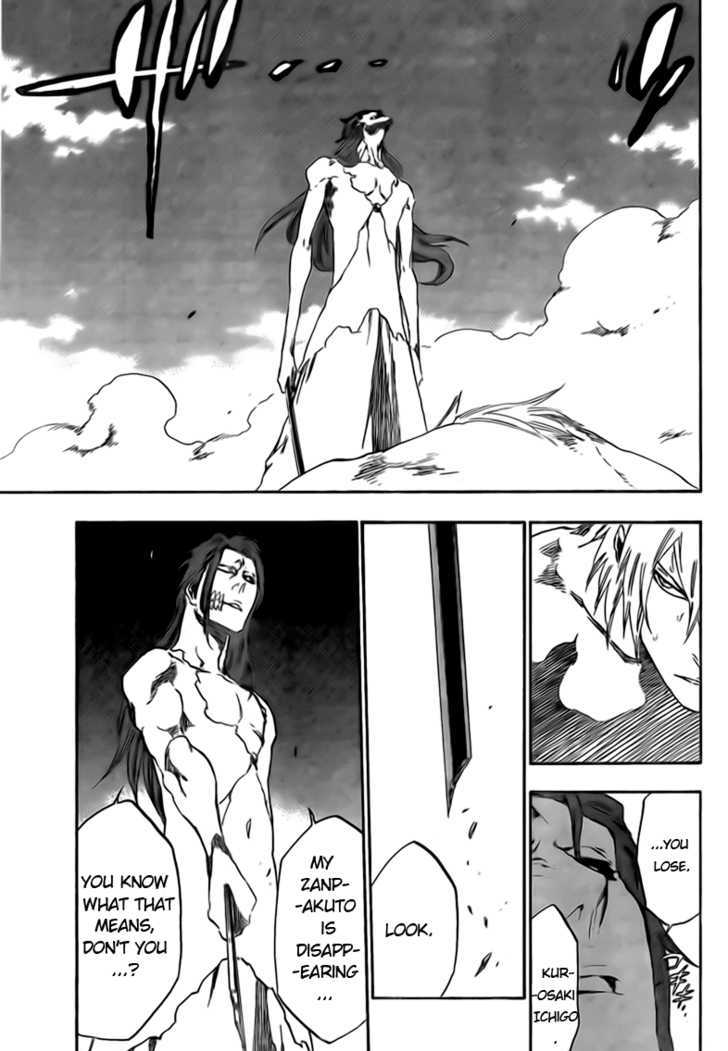 ...YOU
LOSE,
KUR-
-OSAKI
ICHIGO
LOOK.
MY
ZANP-
-AKUTO
IS
DISAPP-
-EARING
...
YOU KNOW
WHAT THAT
MEANS,
DON'T YOU
...?